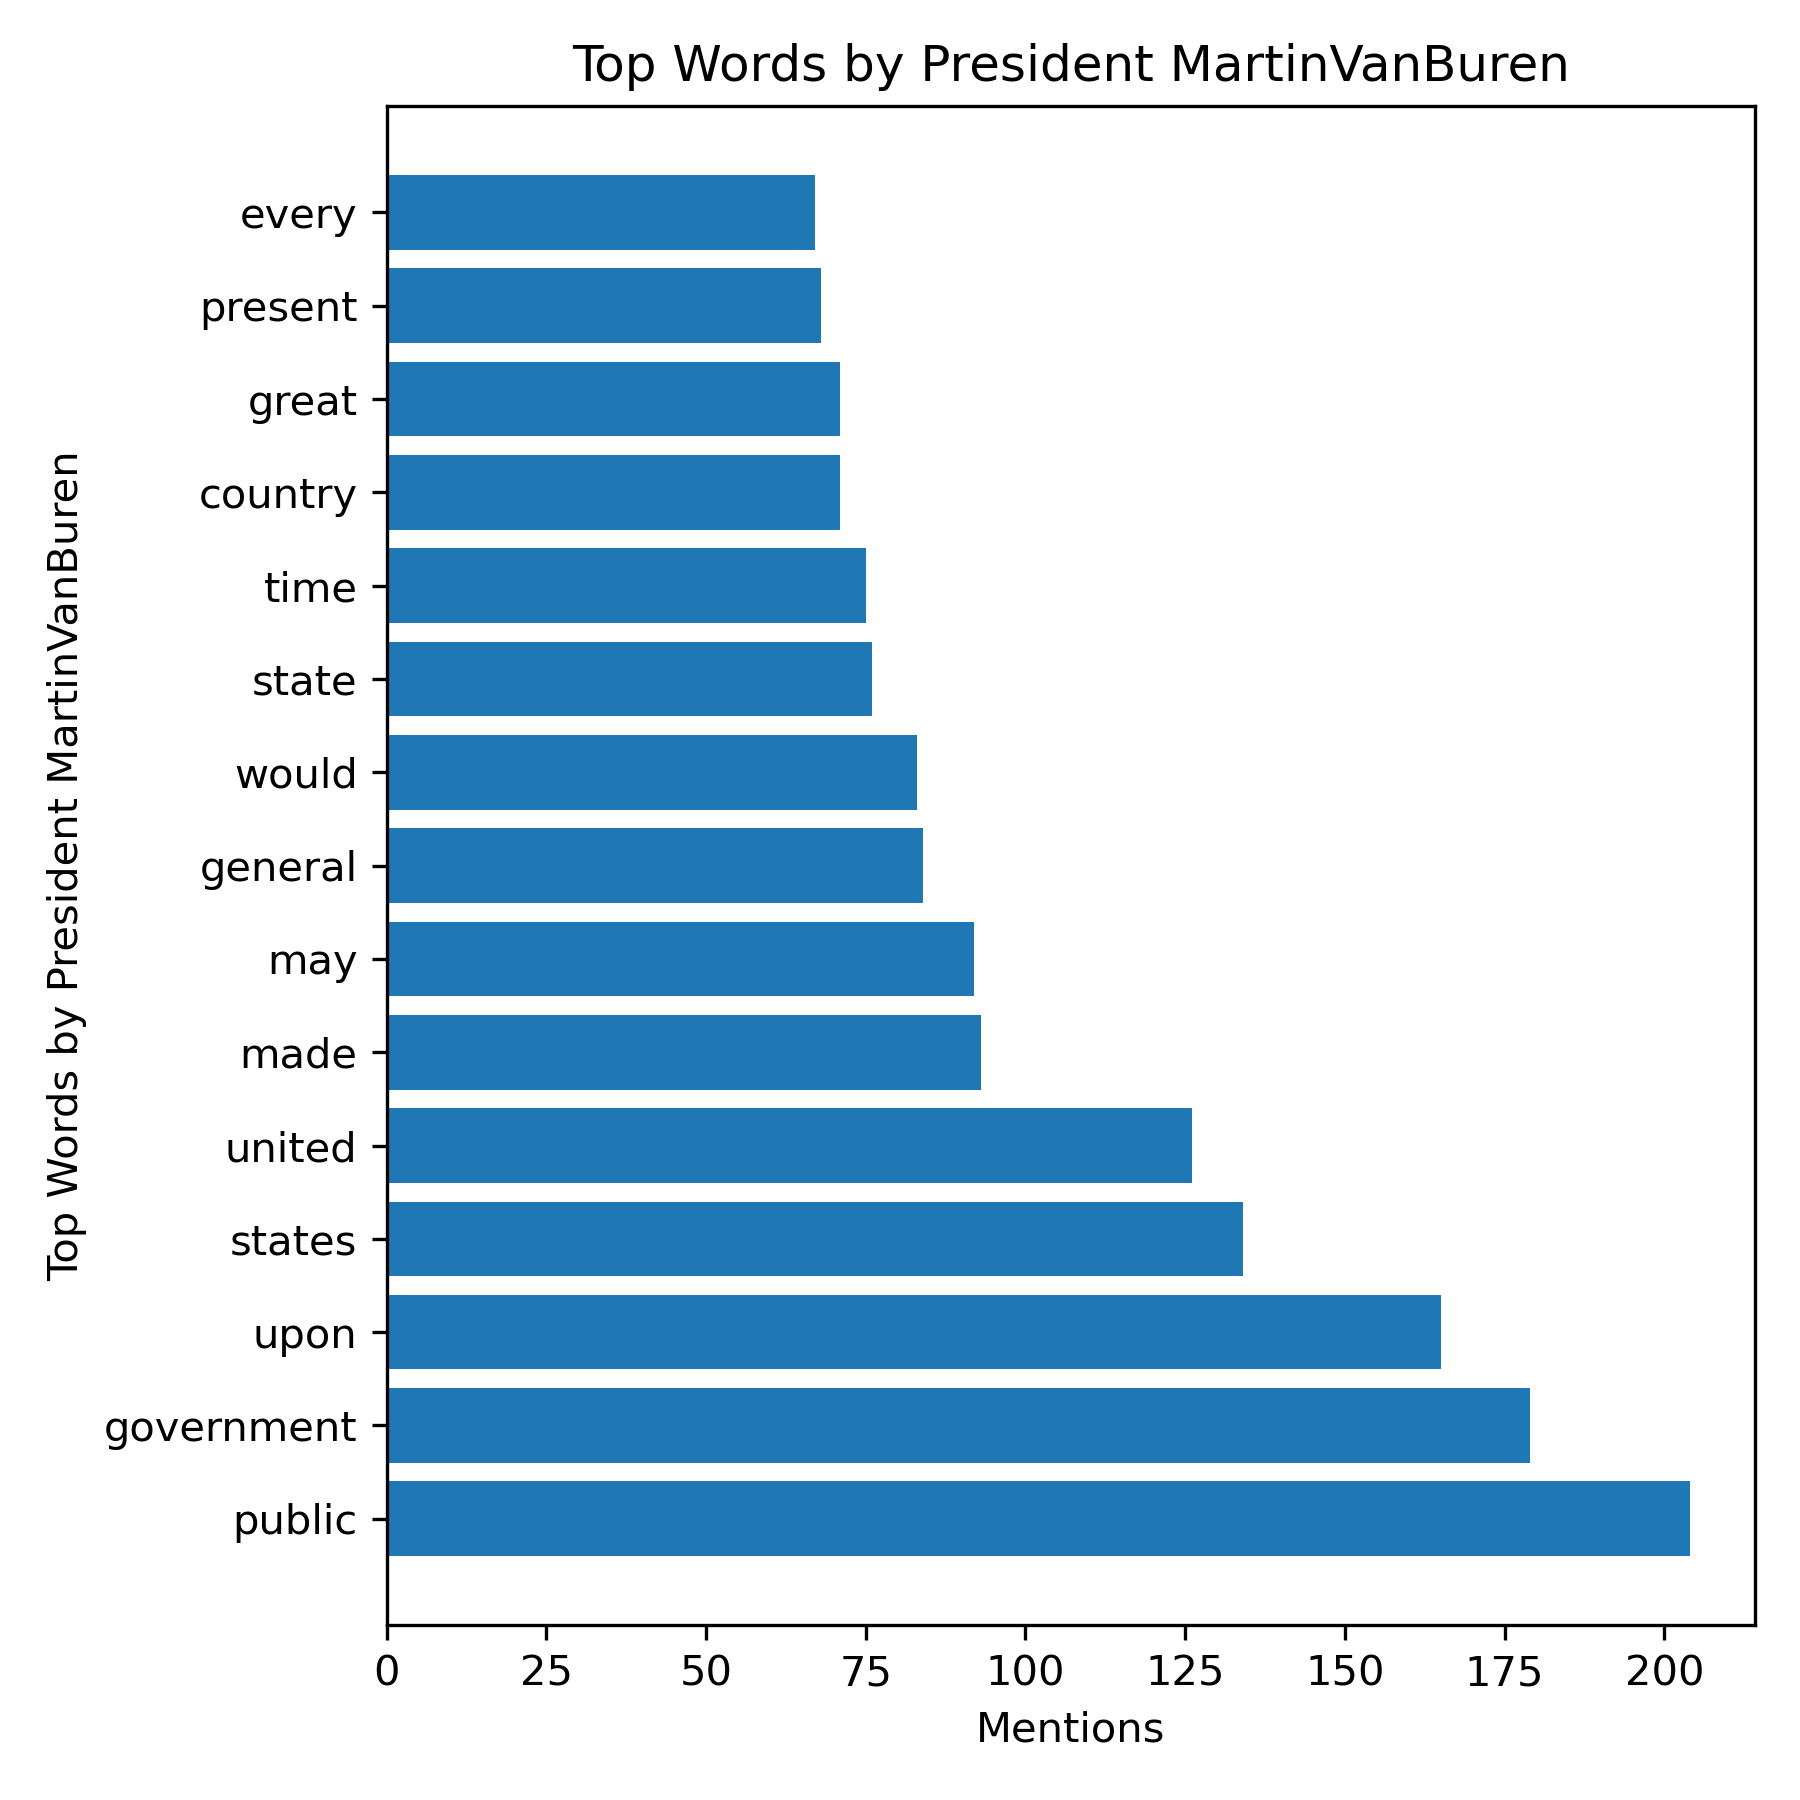 Top Words by President MartinVanBuren
Top Words by President MartinVanBuren
every
present
great
country
time
state
would
general
may
made
united
states
upon
government
public
0 25 50 75 100 125 150 175 200
Mentions